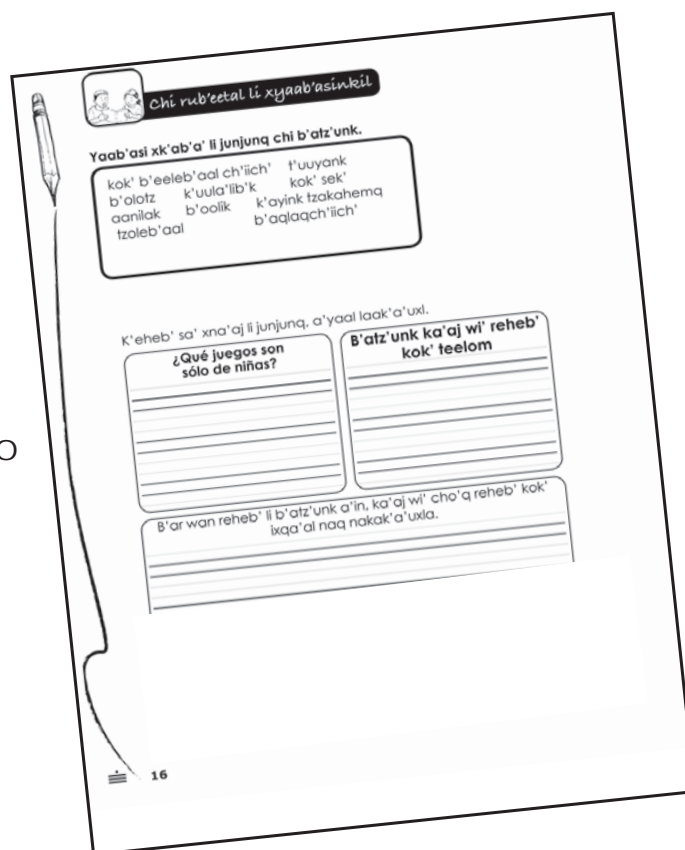 Chi rub'eetal li xyaab'asinkil
Yaab'asi xk'ab'a' li junjunq chi b'atz'unk.
kok' b'eeleb'aal ch'iich' t'uuyank
b'olotz k'uula'lib'k kok' sek'
aanilak b'oolik k'ayink tzakahemq
tzoleb'aal b'aqlaqch'iich'
K'eheb' sa' xna'aj li junjunq, a'yaal laak'a'uxl.
¿Qué juegos son
sólo de niñas?
B'atz'unk ka'aj wi' reheb'
kok' teelom
B'ar wan reheb' li b'atz'unk a'in, ka'aj wi' cho'q reheb' kok'
ixqa'al naq nakak'a'uxla.
O
16